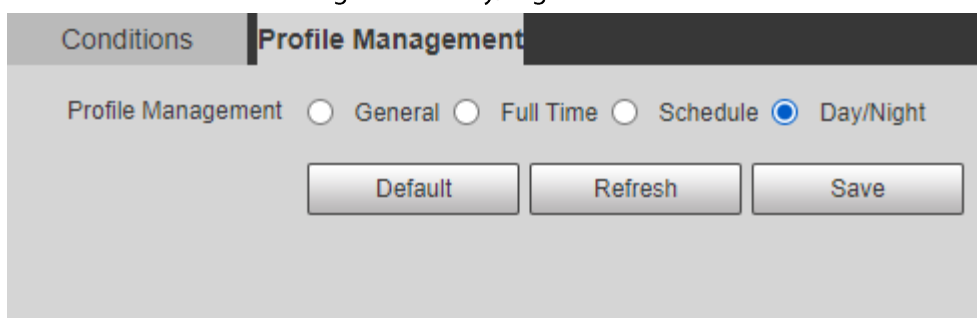 Conditions Profile Management
Profile Management General Full Time Schedule Day/Night
Default Refresh Save